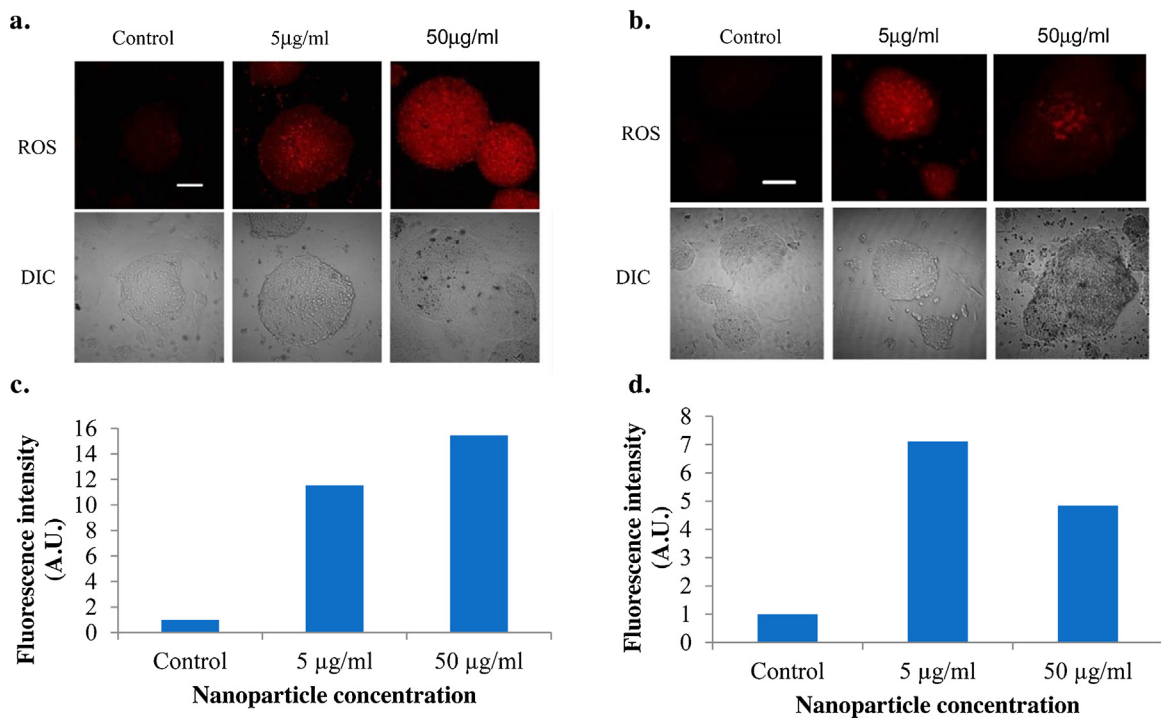 a.
Control 5µg/ml 50µg/ml
ROS
DIC
b.
Control 5µg/ml 50µg/ml
ROS
DIC
c.
Fluorescence intensity
(A.U.)
16
14
12
10
8
6
4
2
0
Control 5 µg/ml 50 µg/ml
Nanoparticle concentration
d.
Fluorescence intensity
(A.U.)
8
7
6
5
4
3
2
1
0
Control 5 µg/ml 50 µg/ml
Nanoparticle concentration